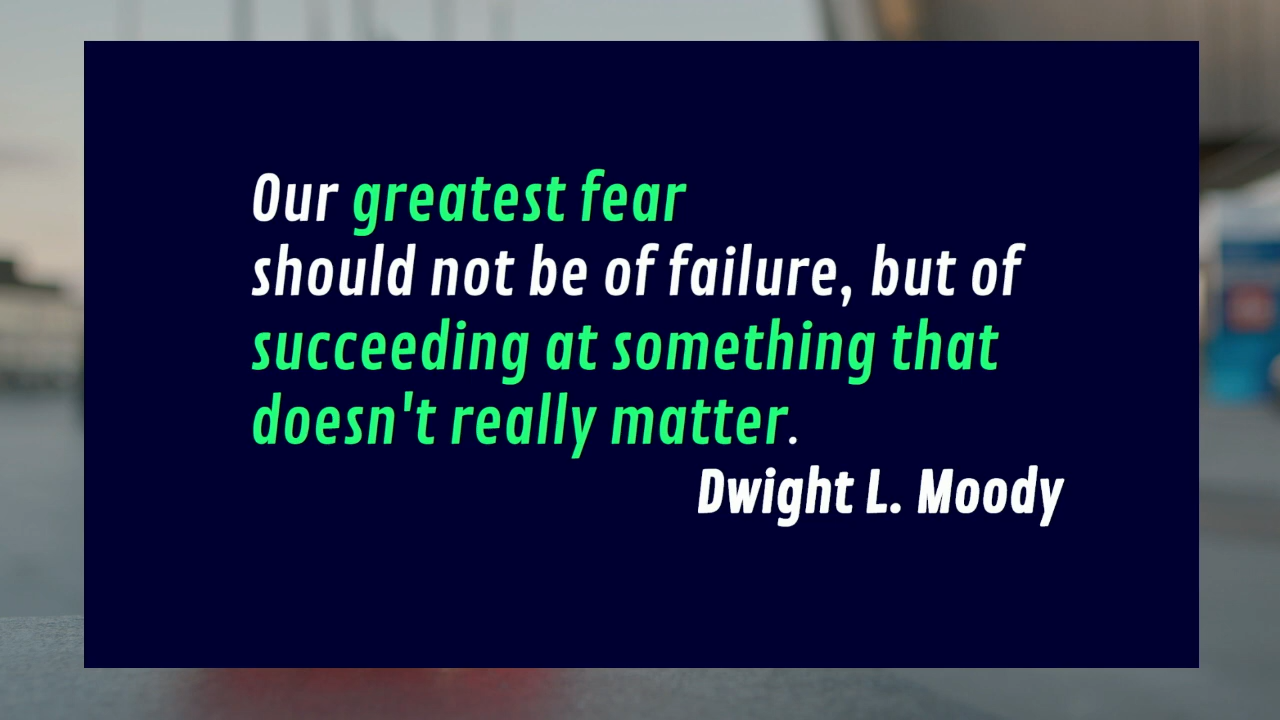 Our greatest fear
should not be of failure, but of
succeeding at something that
doesn't really matter.
Dwight L. Moody